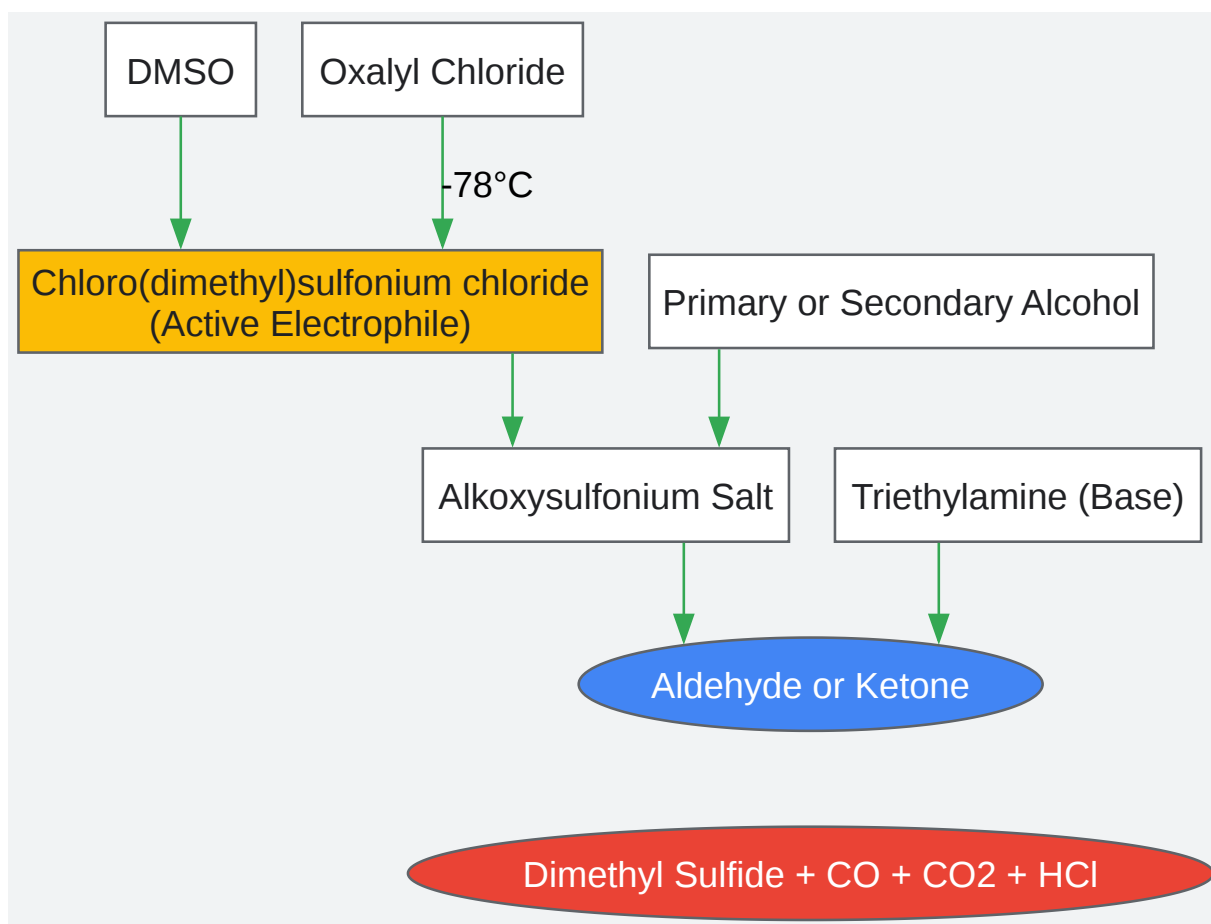 DMSO
Oxalyl Chloride
-78°C
Chloro(dimethyl)sulfonium chloride
(Active Electrophile)
Primary or Secondary Alcohol
Alkoxysulfonium Salt
Triethylamine (Base)
Aldehyde or Ketone
Dimethyl Sulfide + CO + CO2 + HCl